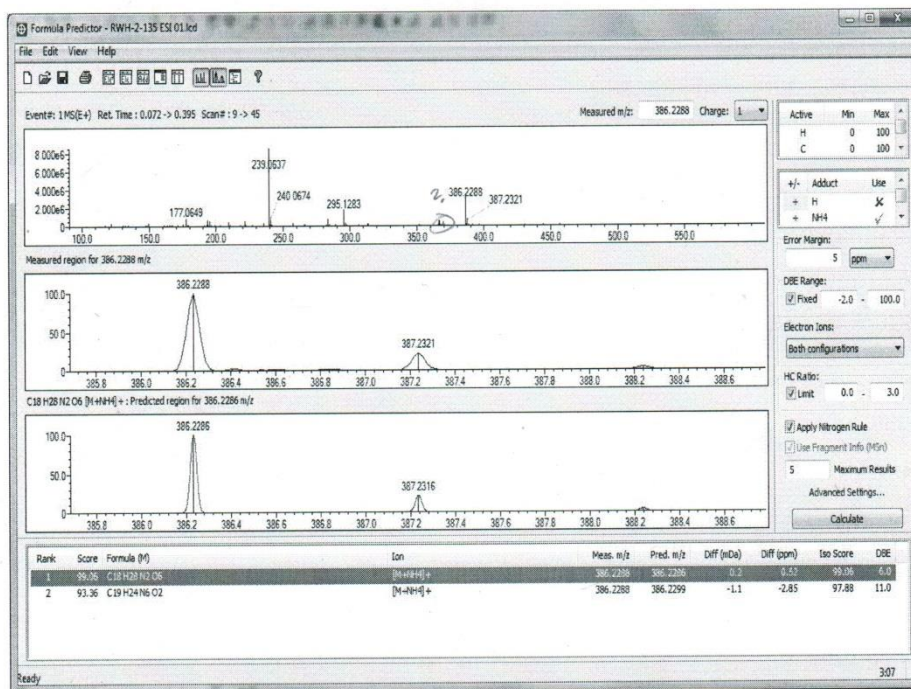 Formula Predictor - RWH-2-135 ESI 01.lcd
File Edit View Help
Event#: 1 MS(E+) Ret. Time : 0.072 -> 0.395 Scan# : 9 -> 45
Measured m/z: 386.2288 Charge: 1
8.000e6
6.000e6
4.000e6
2.000e6
0
239.0637
240.0674
177.0649
295.1283
2.
386.2288
387.2321
100.0 150.0 200.0 250.0 300.0 350.0 400.0 450.0 500.0 550.0
Measured region for 386.2288 m/z
100.0
50.0
0
386.2288
387.2321
385.8 386.0 386.2 386.4 386.6 386.8 387.0 387.2 387.4 387.6 387.8 388.0 388.2 388.4 388.6
C18 H28 N2 O6 [M+NH4]+ : Predicted region for 386.2286 m/z
100.0
50.0
0
386.2286
387.2316
385.8 386.0 386.2 386.4 386.6 386.8 387.0 387.2 387.4 387.6 387.8 388.0 388.2 388.4 388.6
Active Min Max
H 0 100
C 0 100
+/- Adduct Use
+ H
+ NH4
Error Margin:
5 ppm
DBE Range:
Fixed -2.0 - 100.0
Electron Ions:
Both configurations
HC Ratio:
Limit 0.0 - 3.0
Apply Nitrogen Rule
Use Fragment Info (MSn)
5 Maximum Results
Advanced Settings...
Calculate
Rank Score Formula (M) Ion Meas. m/z Pred. m/z Diff (mDa) Diff (ppm) Iso Score DBE
1 99.06 C18 H28 N2 O6 [M+NH4]+ 386.2288 386.2286 0.2 0.52 99.06 6.0
2 93.36 C19 H24 N6 O2 [M+NH4]+ 386.2288 386.2299 -1.1 -2.85 97.88 11.0
Ready
3:07